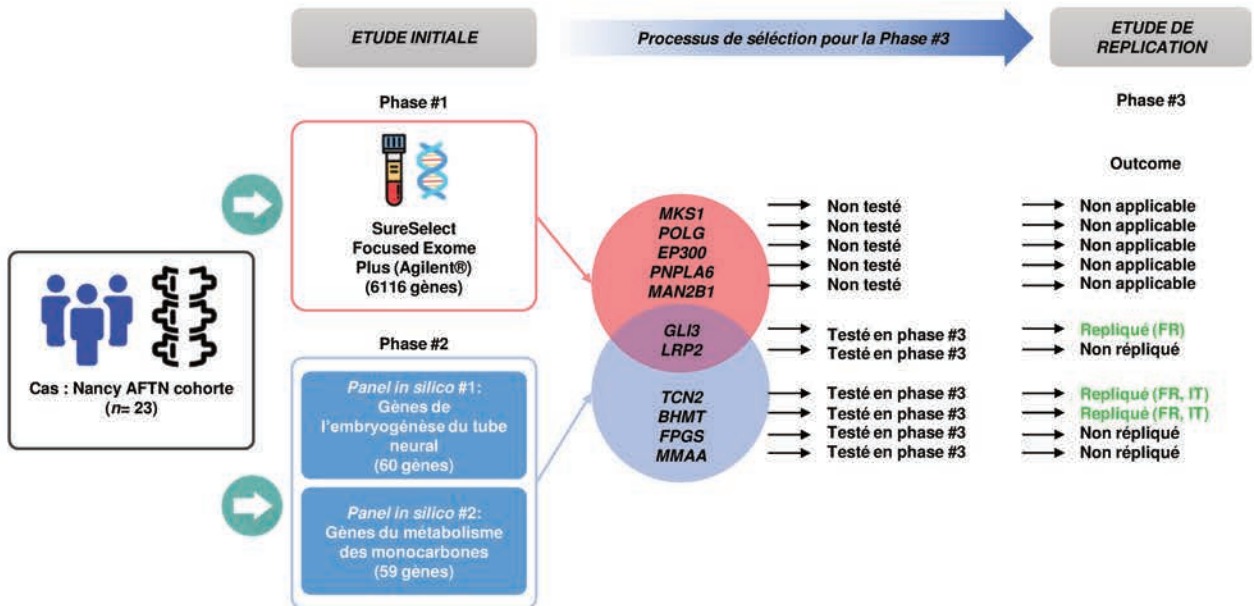 ETUDE INITIALE
Processus de séléction pour la Phase #3
ETUDE DE
REPLICATION
Phase #1
Phase #3
SureSelect
Focused Exome
Plus (Agilent®)
(6116 gènes)
Outcome
MKS1
Non testé
Non applicable
POLG
Non testé
Non applicable
EP300
Non testé
Non applicable
PNPLA6
Non testé
Non applicable
MAN2B1
Non testé
Non applicable
GLI3
Testé en phase #3
Repliqué (FR)
LRP2
Testé en phase #3
Non répliqué
TCN2
Testé en phase #3
Repliqué (FR, IT)
BHMT
Testé en phase #3
Repliqué (FR, IT)
FPGS
Testé en phase #3
Non répliqué
MMAA
Testé en phase #3
Non répliqué
Cas : Nancy AFTN cohorte
(n= 23)
Phase #2
Panel in silico #1:
Gènes de
l'embryogénèse du tube
neural
(60 gènes)
Panel in silico #2:
Gènes du métabolisme
des monocarbones
(59 gènes)